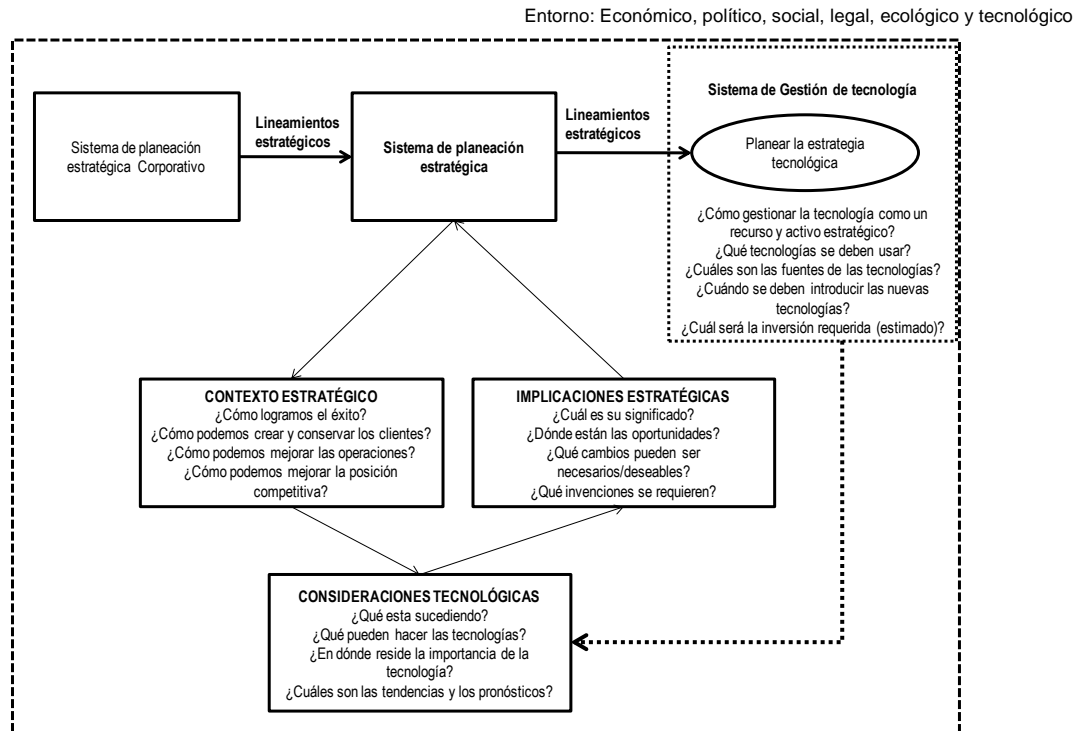 Entorno: Económico, político, social, legal, ecológico y tecnológico
Sistema de planeación
estratégica Corporativo
Lineamientos
estratégicos
Sistema de planeación
estratégica
Lineamientos
estratégicos
Sistema de Gestión de tecnología
Planear la estrategia
tecnológica
¿Cómo gestionar la tecnología como un
recurso y activo estratégico?
¿Qué tecnologías se deben usar?
¿Cuáles son las fuentes de las tecnologías?
¿Cuándo se deben introducir las nuevas
tecnologías?
¿Cuál será la inversión requerida (estimado)?
CONTEXTO ESTRATÉGICO
¿Cómo logramos el éxito?
¿Cómo podemos crear y conservar los clientes?
¿Cómo podemos mejorar las operaciones?
¿Cómo podemos mejorar la posición
competitiva?
IMPLICACIONES ESTRATÉGICAS
¿Cuál es su significado?
¿Dónde están las oportunidades?
¿Qué cambios pueden ser
necesarios/deseables?
¿Qué invenciones se requieren?
CONSIDERACIONES TECNOLÓGICAS
¿Qué esta sucediendo?
¿Qué pueden hacer las tecnologías?
¿En dónde reside la importancia de la
tecnología?
¿Cuáles son las tendencias y los pronósticos?